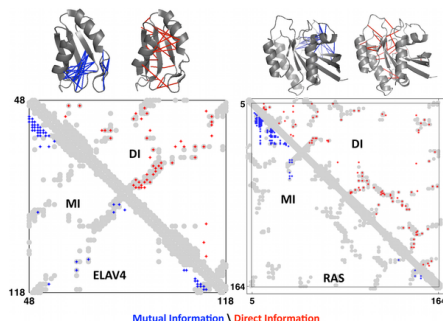 48
DI
MI
ELAV4
118
48
118
5
DI
MI
RAS
164
5
164
Mutual Information \ Direct Information